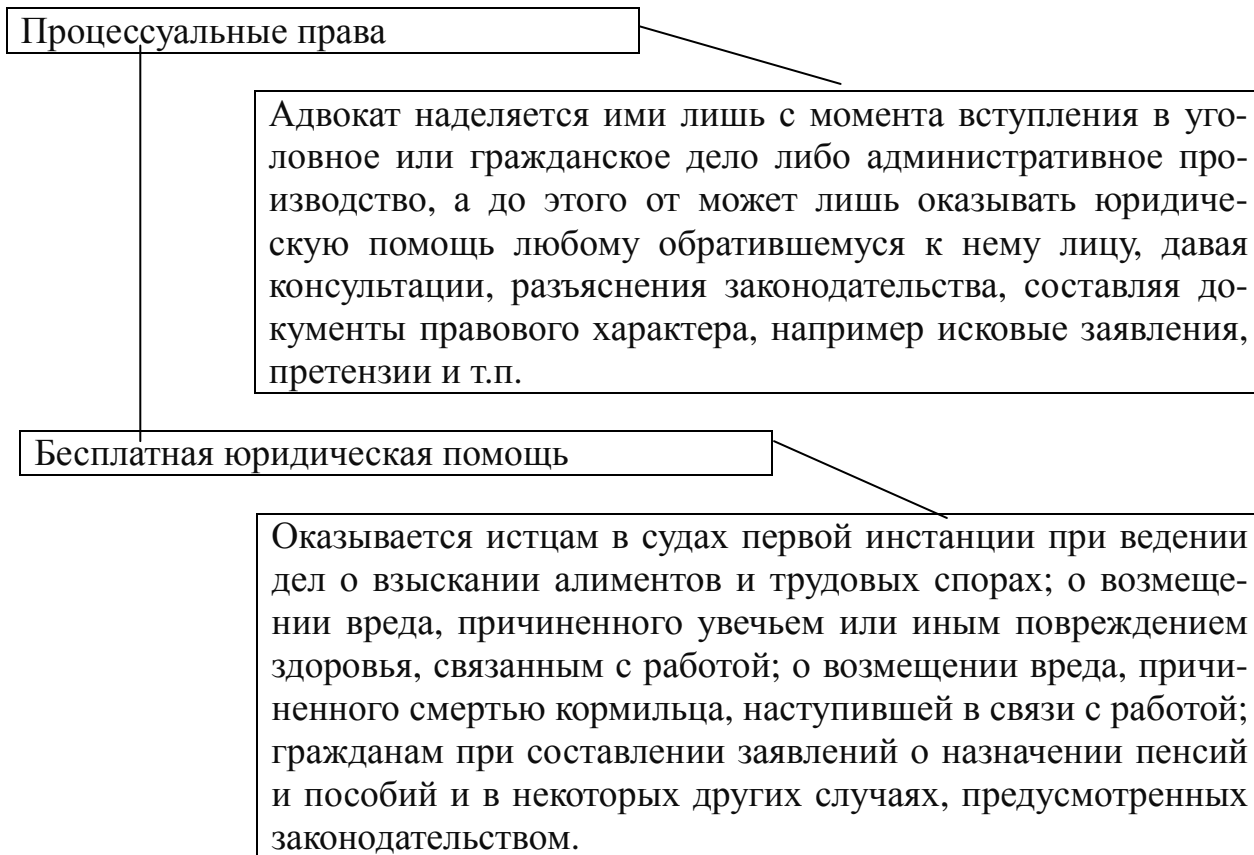 Процессуальные права
Адвокат наделяется ими лишь с момента вступления в уго-
ловное или гражданское дело либо административное про-
изводство, а до этого от может лишь оказывать юридиче-
скую помощь любому обратившемуся к нему лицу, давая
консультации, разъяснения законодательства, составляя до-
кументы правового характера, например исковые заявления,
претензии и т.п.
Бесплатная юридическая помощь
Оказывается истцам в судах первой инстанции при ведении
дел о взыскании алиментов и трудовых спорах; о возмеще-
нии вреда, причиненного увечьем или иным повреждением
здоровья, связанным с работой; о возмещении вреда, причи-
ненного смертью кормильца, наступившей в связи с работой;
гражданам при составлении заявлений о назначении пенсий
и пособий и в некоторых других случаях, предусмотренных
законодательством.